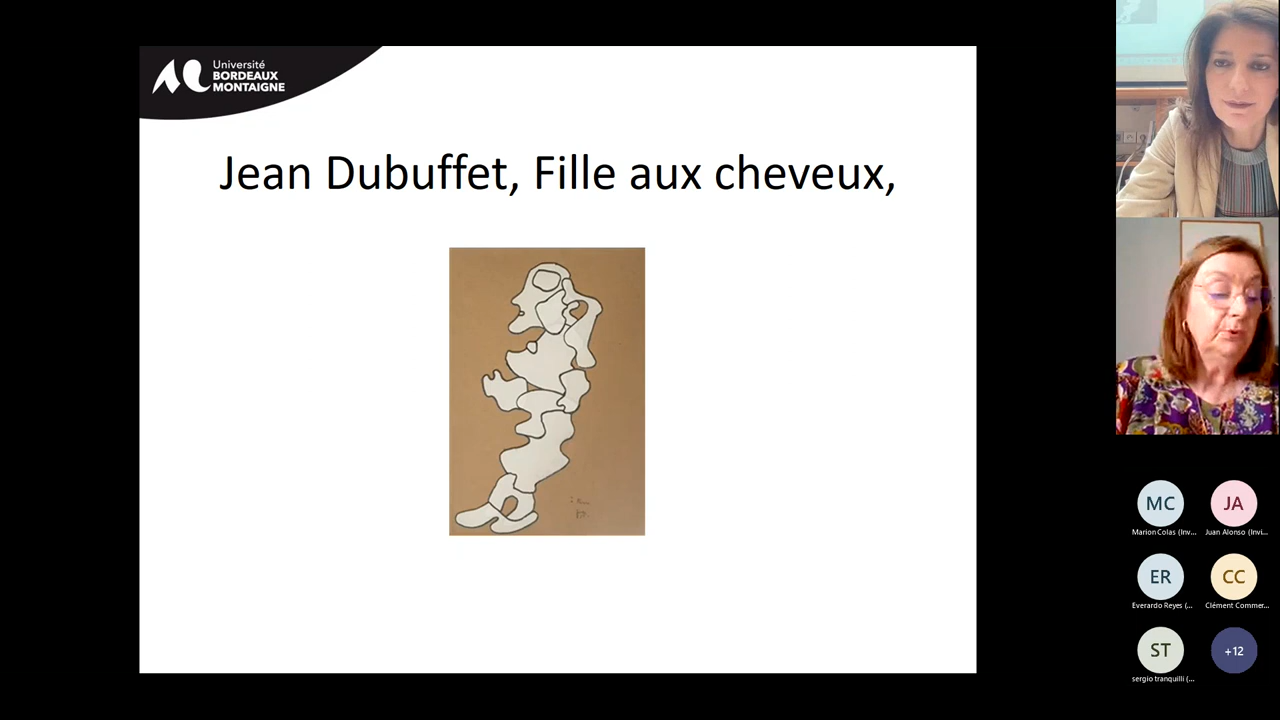 Université
BORDEAUX
MONTAIGNE
Jean Dubuffet, Fille aux cheveux,
MC
JA
Marion Colas (Inv...
Juan Alonso (Invi...
ER
CC
Everardo Reyes (...
Clément Commer...
ST
+12
sergio tranquilli (...